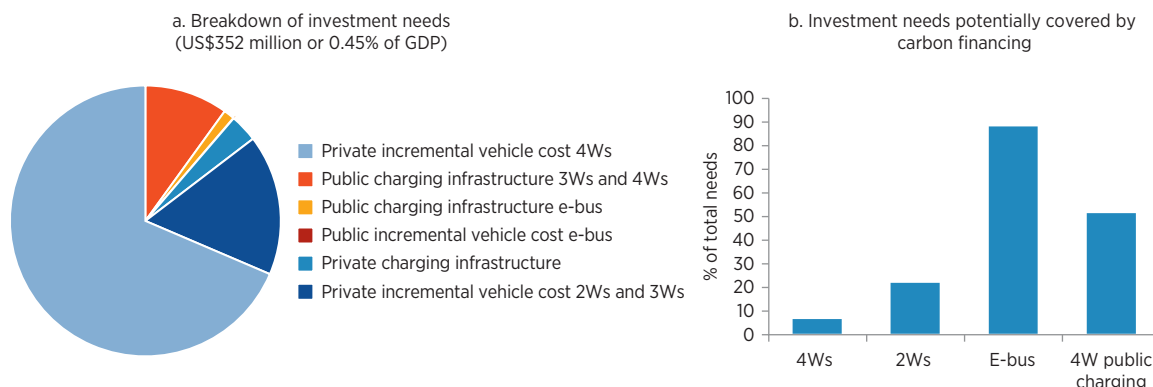 a. Breakdown of investment needs
(US$352 million or 0.45% of GDP)
Private incremental vehicle cost 4Ws
Public charging infrastructure 3Ws and 4Ws
Public charging infrastructure e-bus
Public incremental vehicle cost e-bus
Private charging infrastructure
Private incremental vehicle cost 2Ws and 3Ws
b. Investment needs potentially covered by
carbon financing
% of total needs
100
90
80
70
60
50
40
30
20
10
0
4Ws
2Ws
E-bus
4W public
charging